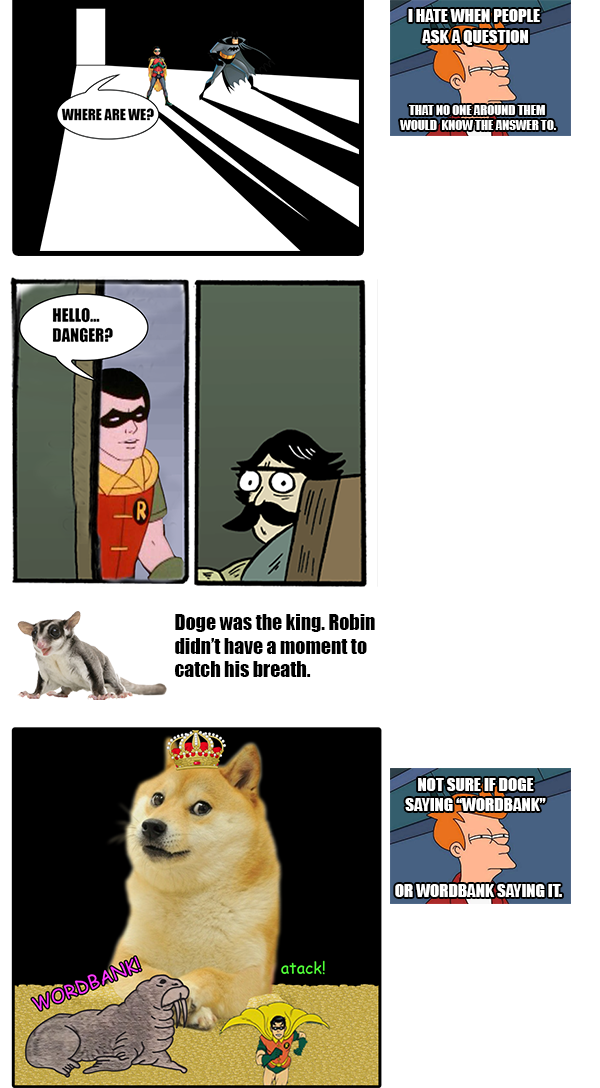 WHERE ARE WE?
I HATE WHEN PEOPLE
ASK A QUESTION
THAT NO ONE AROUND THEM
WOULD KNOW THE ANSWER TO.
HELLO...
DANGER?
R
Doge was the king. Robin
didn't have a moment to
catch his breath.
NOT SURE IF DOGE
SAYING “WORDBANK”
OR WORDBANK SAYING IT.
WORDBANK!
atack!
R